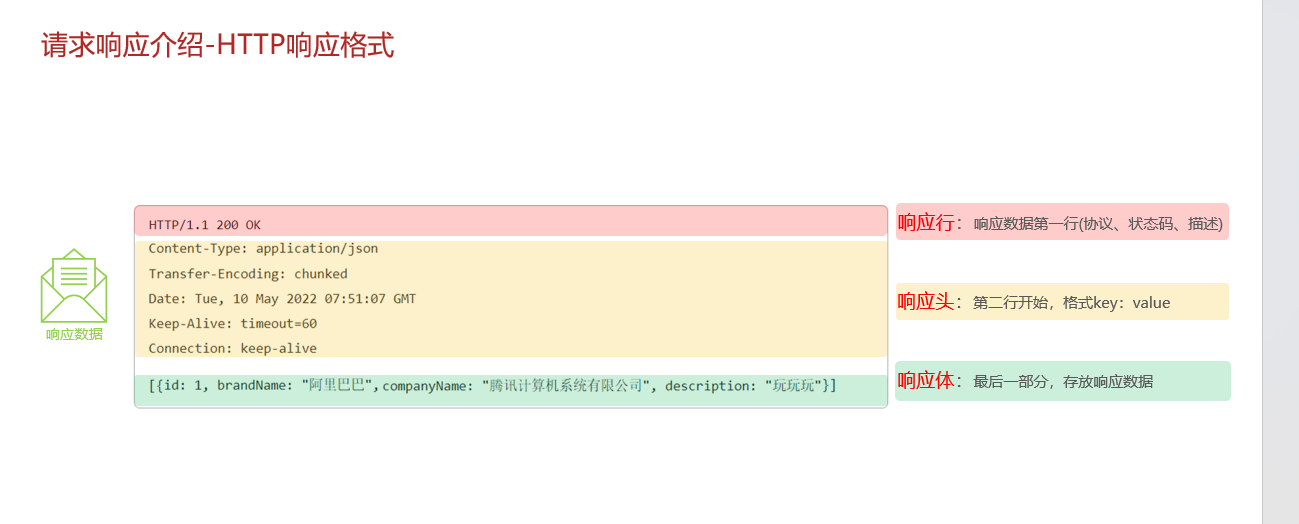 请求响应介绍-HTTP响应格式
HTTP/1.1 200 OK
响应行： 响应数据第一行(协议、状态码、描述)
Content-Type: application/json
Transfer-Encoding: chunked
Date: Tue, 10 May 2022 07:51:07 GMT
Keep-Alive: timeout=60
Connection: keep-alive
响应头：第二行开始，格式key：value
响应数据
[{id: 1, brandName: "阿里巴巴",companyName: "腾讯计算机系统有限公司", description: "玩玩玩"}]
响应体：最后一部分，存放响应数据